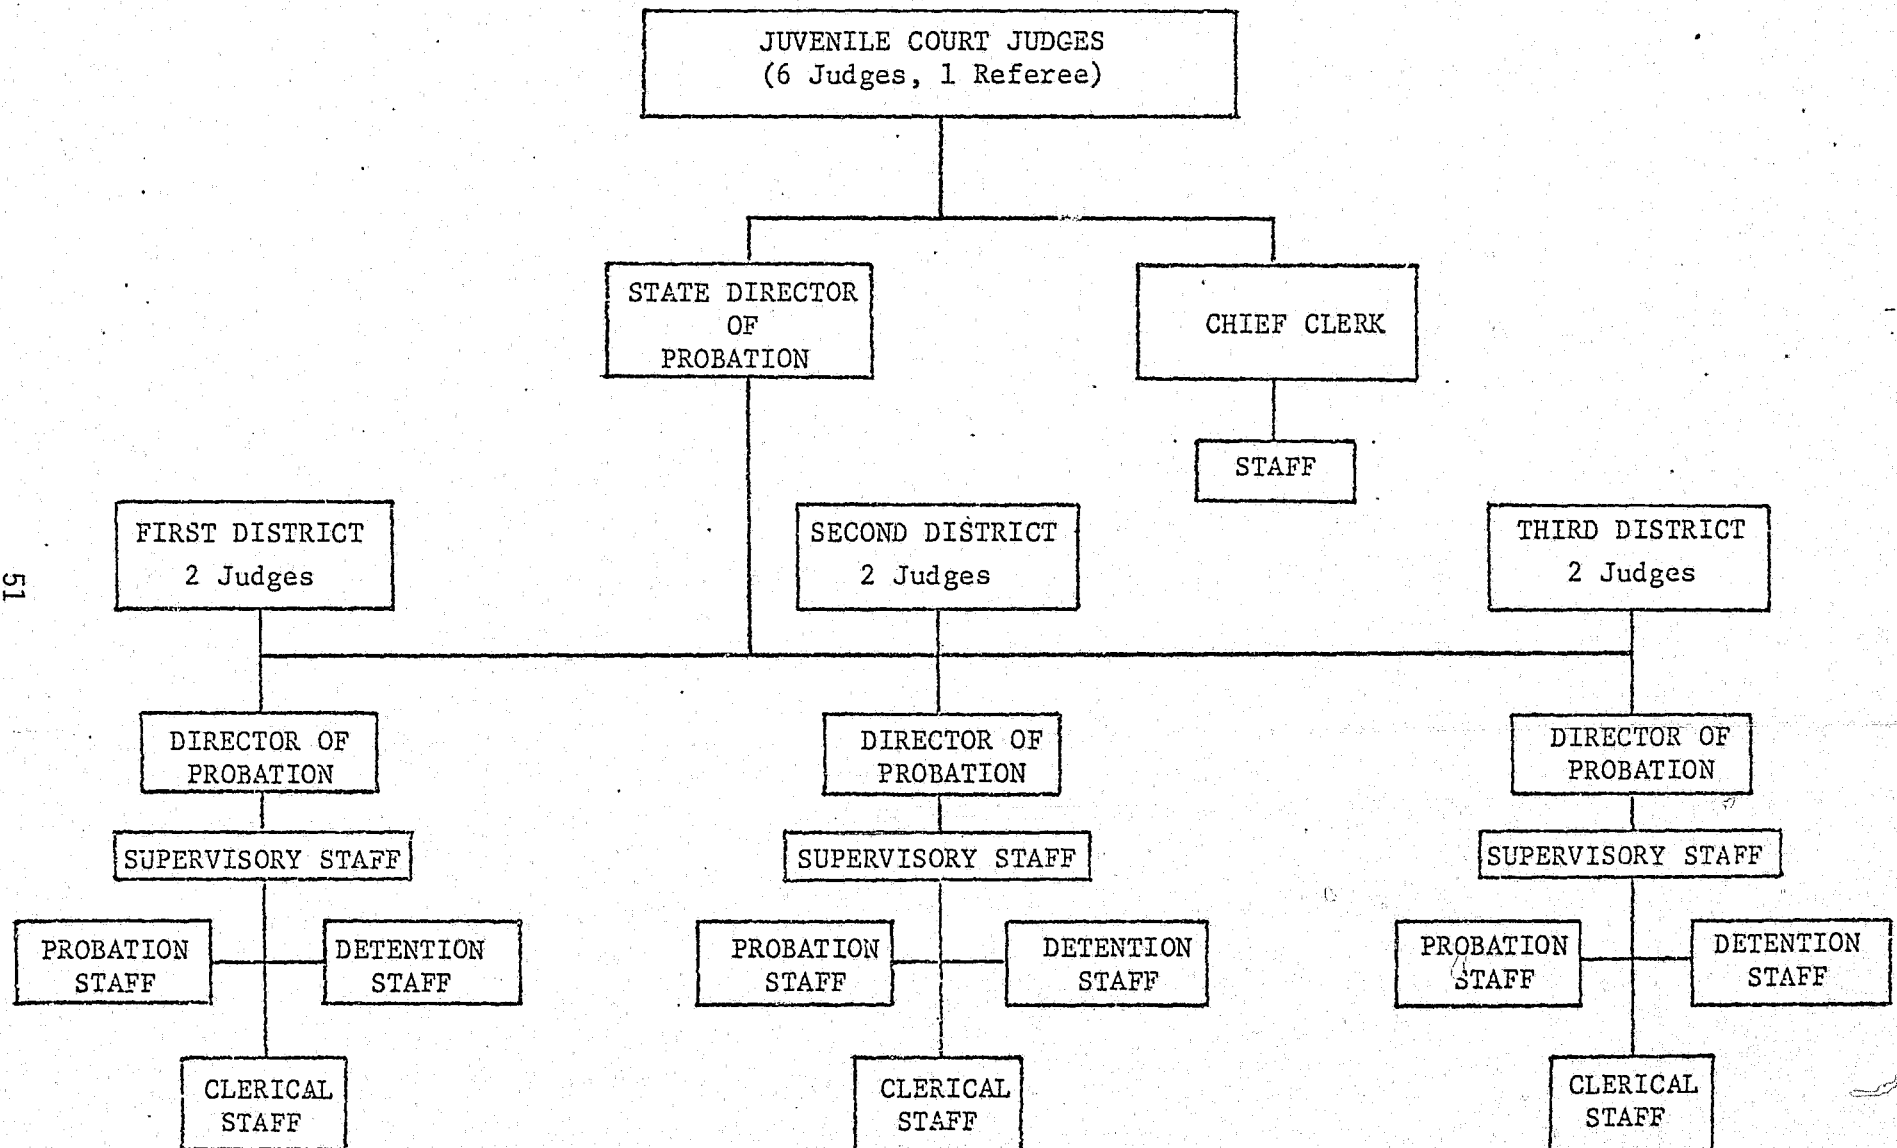 JUVENILE COURT JUDGES
(6 Judges, 1 Referee)
STATE DIRECTOR
OF
PROBATION
CHIEF CLERK
STAFF
FIRST DISTRICT
2 Judges
SECOND DISTRICT
2 Judges
THIRD DISTRICT
2 Judges
51
DIRECTOR OF
PROBATION
DIRECTOR OF
PROBATION
DIRECTOR OF
PROBATION
SUPERVISORY STAFF
SUPERVISORY STAFF
SUPERVISORY STAFF
PROBATION
STAFF
DETENTION
STAFF
PROBATION
STAFF
DETENTION
STAFF
PROBATION
STAFF
DETENTION
STAFF
CLERICAL
STAFF
CLERICAL
STAFF
CLERICAL
STAFF